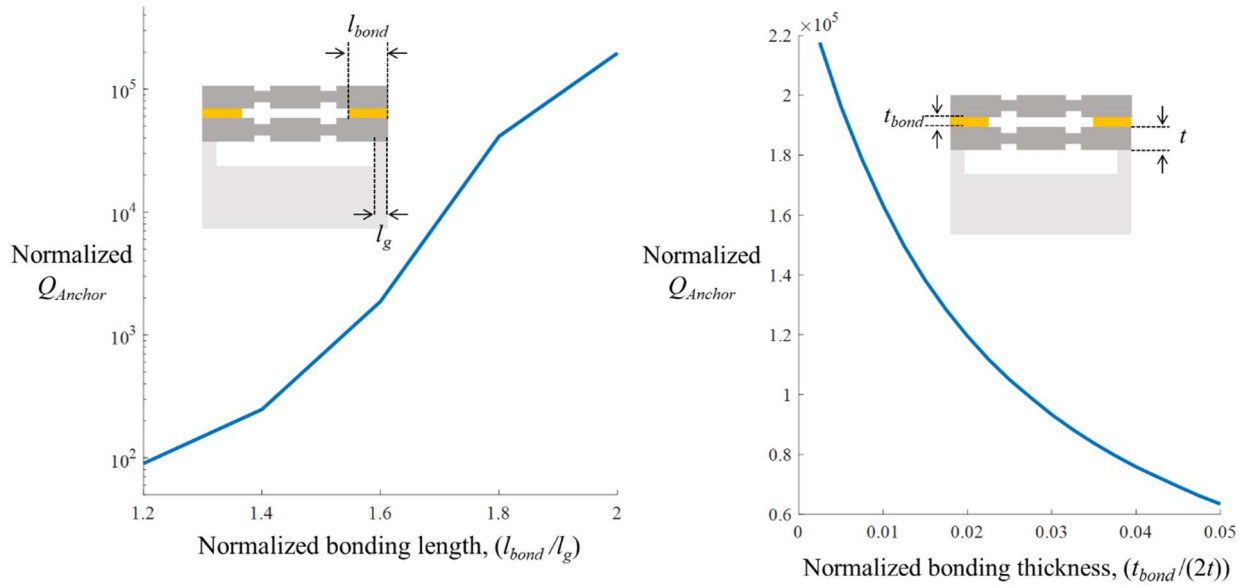 10^5
10^4
10^3
10^2
Normalized
Q_Anchor
l_bond
l_g
1.2 1.4 1.6 1.8 2
Normalized bonding length, (l_bond/l_g)
×10^5
2.2
2
1.8
1.6
1.4
1.2
1
0.8
0.6
Normalized
Q_Anchor
t_bond
t
0 0.01 0.02 0.03 0.04 0.05
Normalized bonding thickness, (t_bond/(2t))